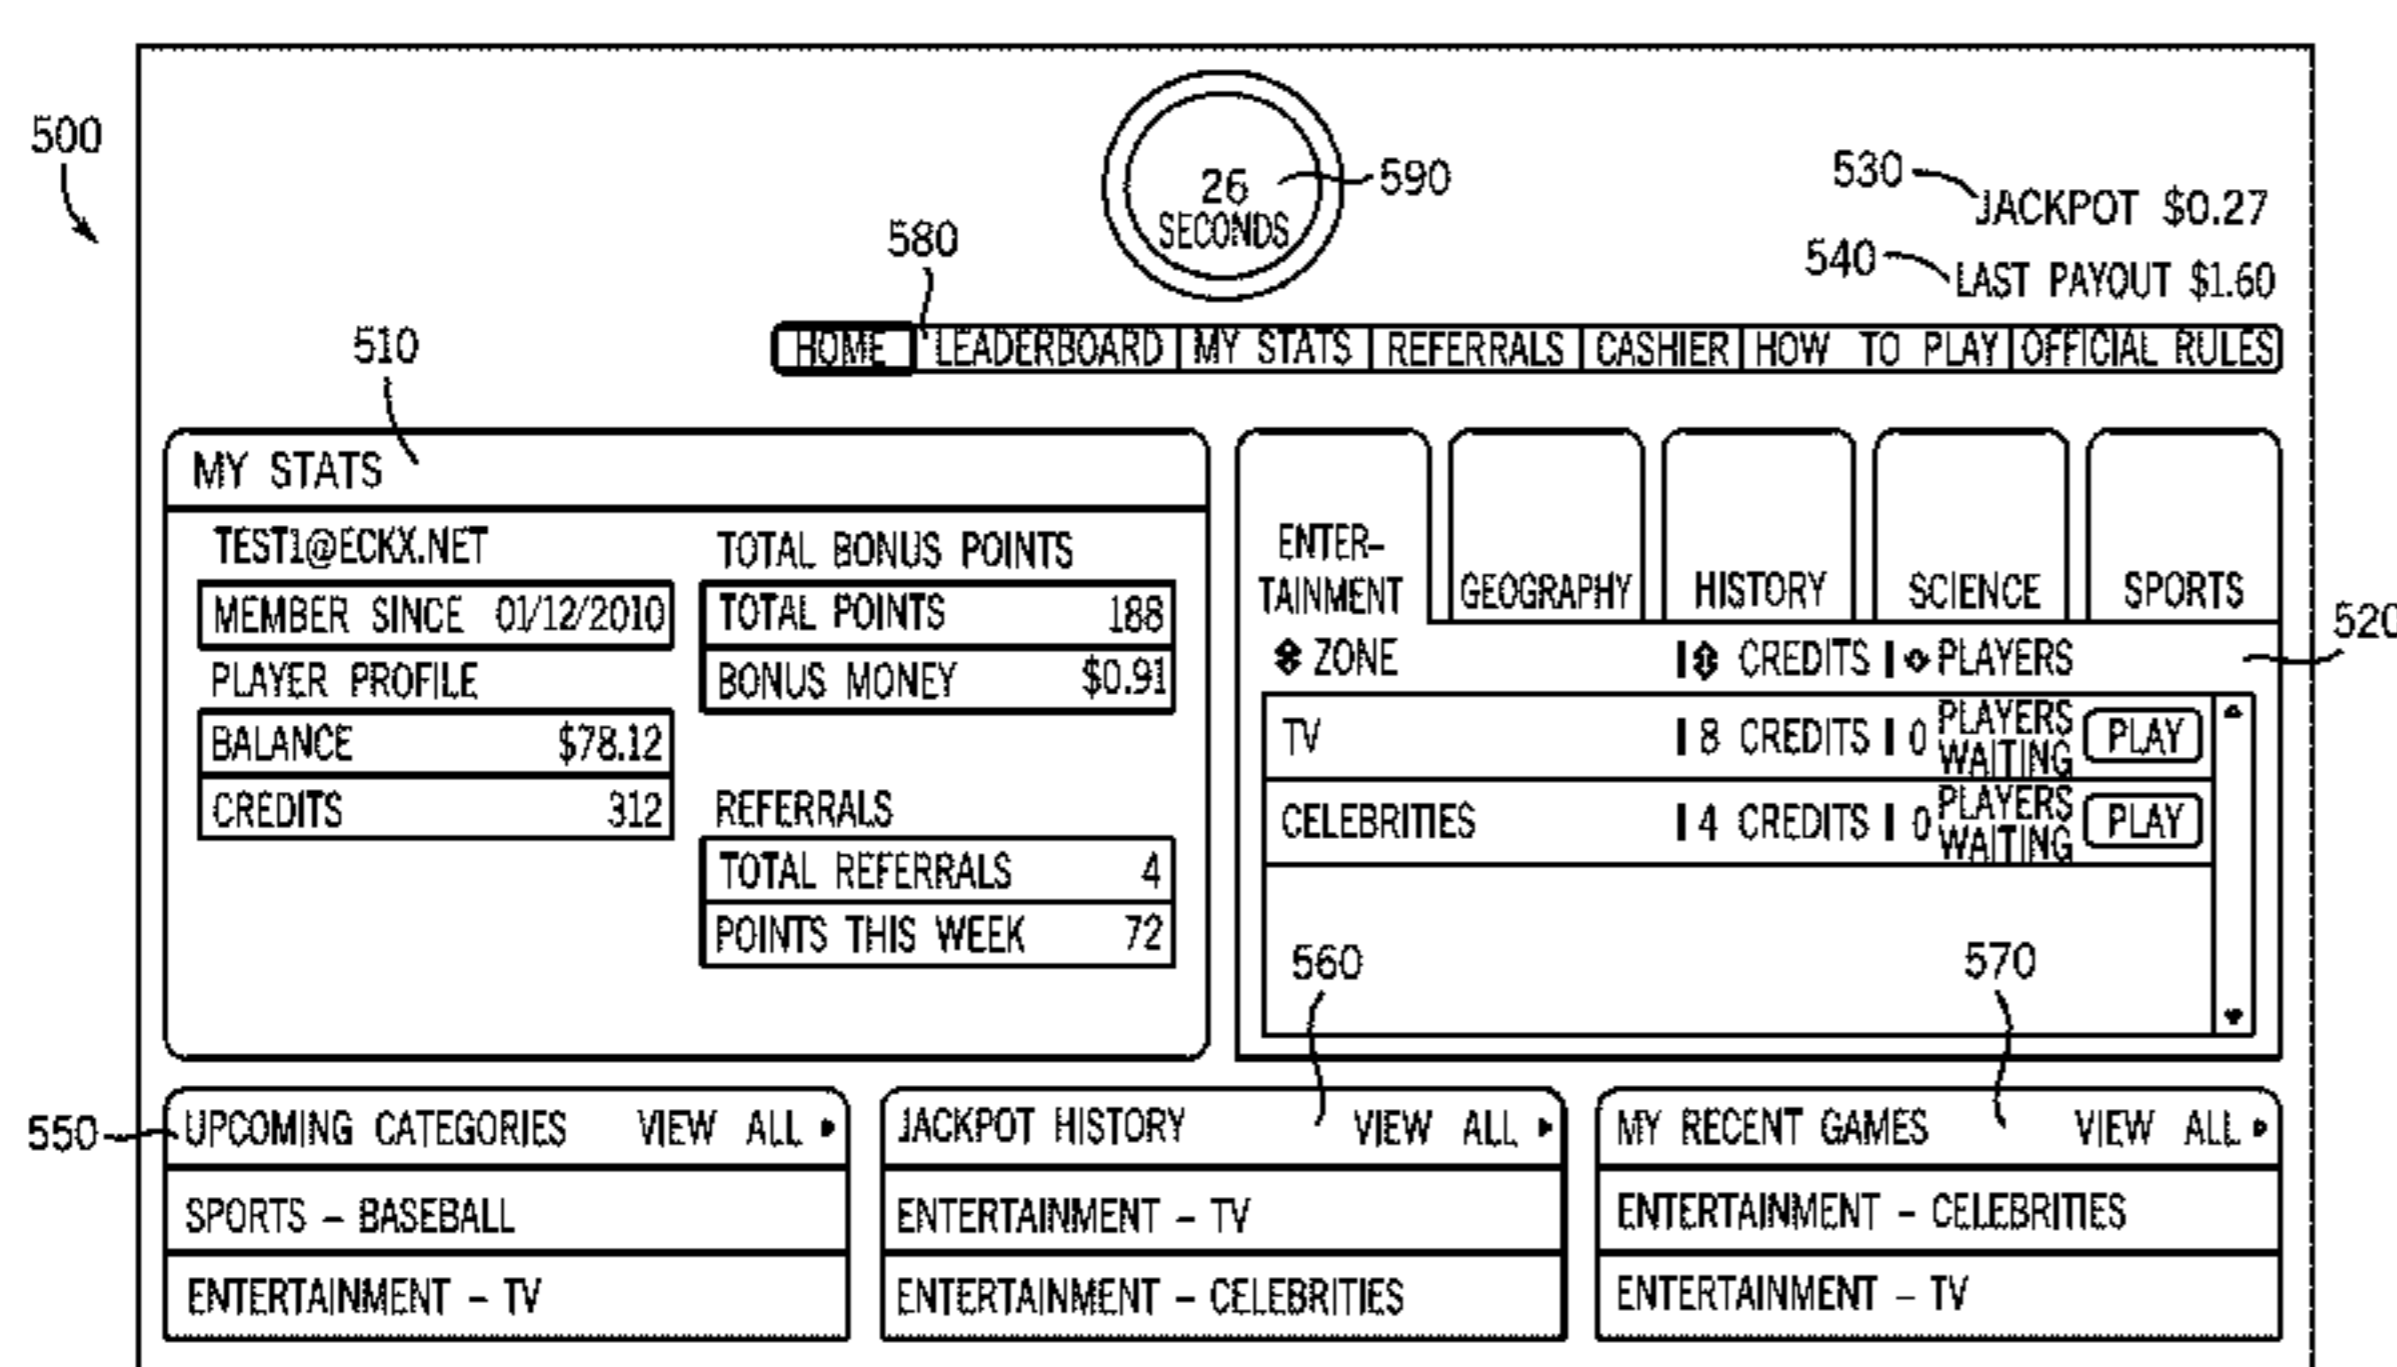 500
26
SECONDS
590
530
JACKPOT $0.27
540
LAST PAYOUT $1.60
580
HOME LEADERBOARD MY STATS REFERRALS CASHIER HOW TO PLAY OFFICIAL RULES
510
MY STATS
TEST1@ECKX.NET
MEMBER SINCE 01/12/2010
PLAYER PROFILE
BALANCE $78.12
CREDITS 312
TOTAL BONUS POINTS
TOTAL POINTS 188
BONUS MONEY $0.91
REFERRALS
TOTAL REFERRALS 4
POINTS THIS WEEK 72
ENTER-
TAINMENT
GEOGRAPHY
HISTORY
SCIENCE
SPORTS
520
ZONE CREDITS PLAYERS
TV 8 CREDITS 0 PLAYERS
WAITING
PLAY
CELEBRITIES 4 CREDITS 0 PLAYERS
WAITING
PLAY
560
570
550
UPCOMING CATEGORIES VIEW ALL
SPORTS – BASEBALL
ENTERTAINMENT – TV
JACKPOT HISTORY VIEW ALL
ENTERTAINMENT – TV
ENTERTAINMENT – CELEBRITIES
MY RECENT GAMES VIEW ALL
ENTERTAINMENT – CELEBRITIES
ENTERTAINMENT – TV